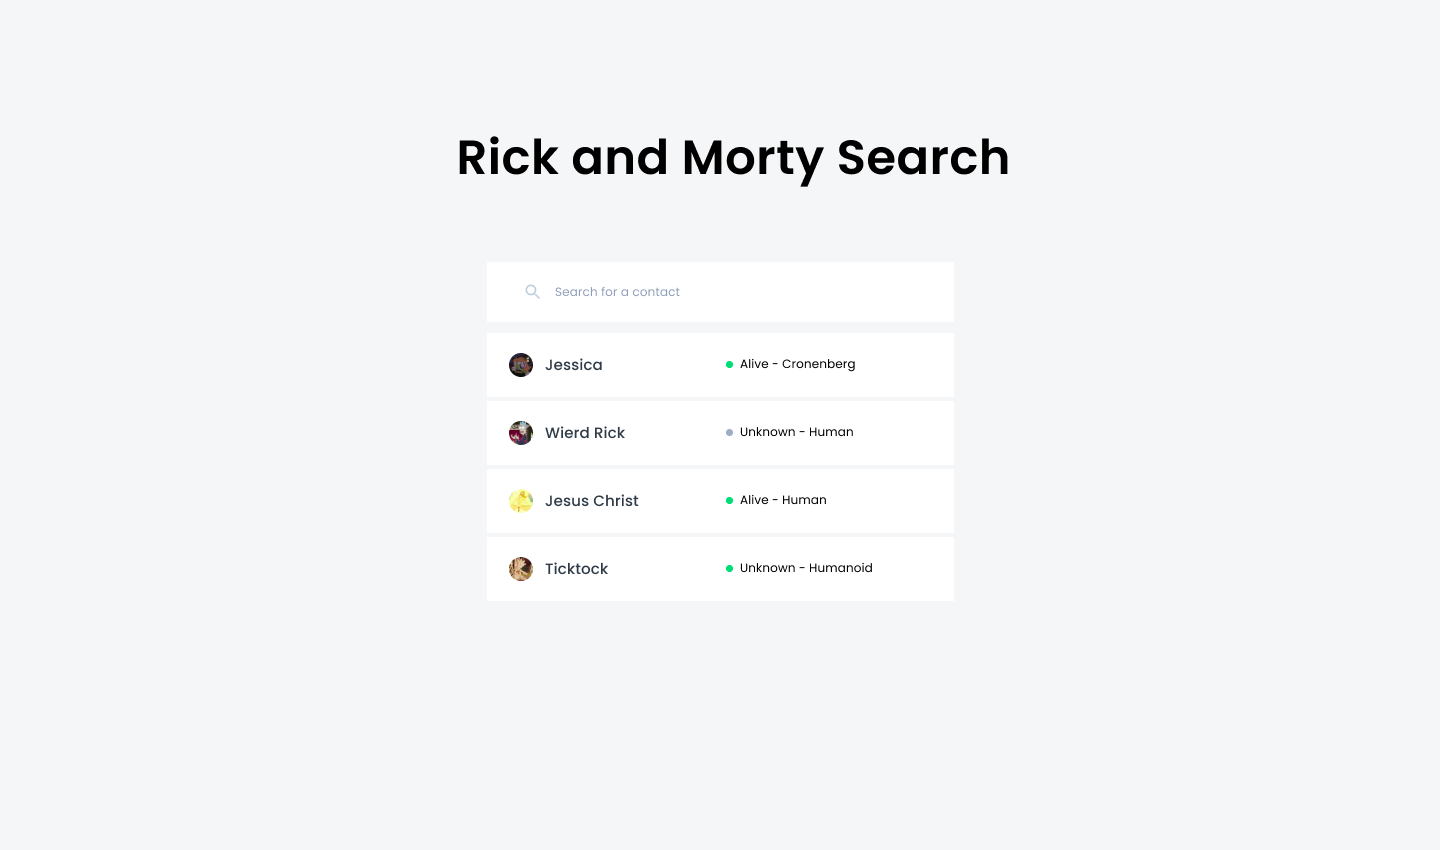 Rick and Morty Search
Search for a contact
Jessica
Alive - Cronenberg
Wierd Rick
Unknown - Human
Jesus Christ
Alive - Human
Ticktock
Unknown - Humanoid